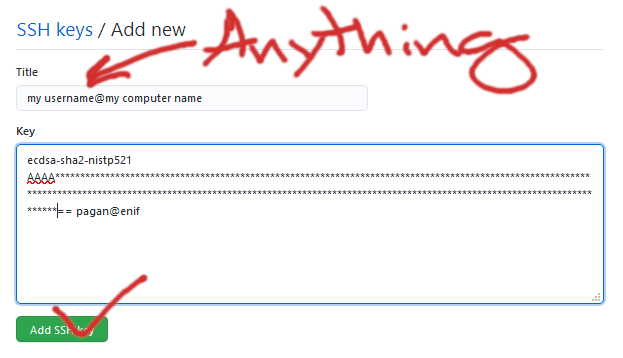 SSH keys / Add new
Anything
Title
my username@my computer name
Key
ecdsa-sha2-nistp521
AAAA******************************************************************************************
***********************************************************************************************
******== pagan@enif
Add SSH key